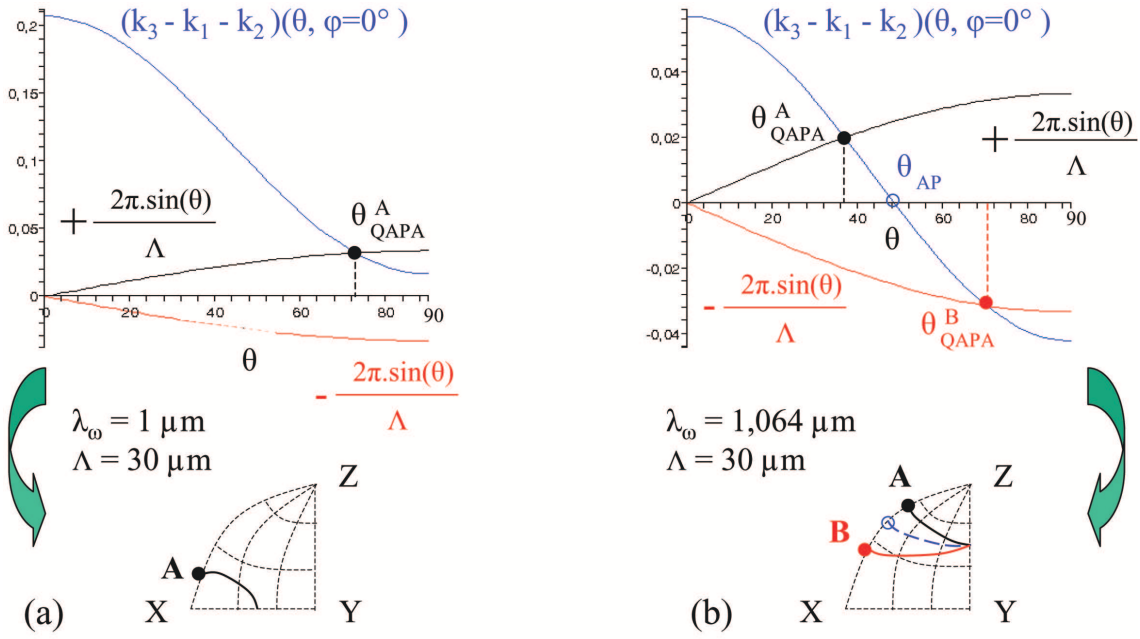 (k₃ - k₁ - k₂)(θ, φ=0°)
0,2
0,15
0,1
0,05
0
+ 2π.sin(θ)/Λ
θ^A_QAPA
20
40
60
80
90
θ
- 2π.sin(θ)/Λ
λω = 1 μm
Λ = 30 μm
Z
A
X
Y
(a)
(k₃ - k₁ - k₂)(θ, φ=0°)
0,04
0,02
0
-0,02
-0,04
θ^A_QAPA
+ 2π.sin(θ)/Λ
θ_AP
20
40
60
80
90
θ
- 2π.sin(θ)/Λ
θ^B_QAPA
λω = 1,064 μm
Λ = 30 μm
A
Z
B
X
Y
(b)